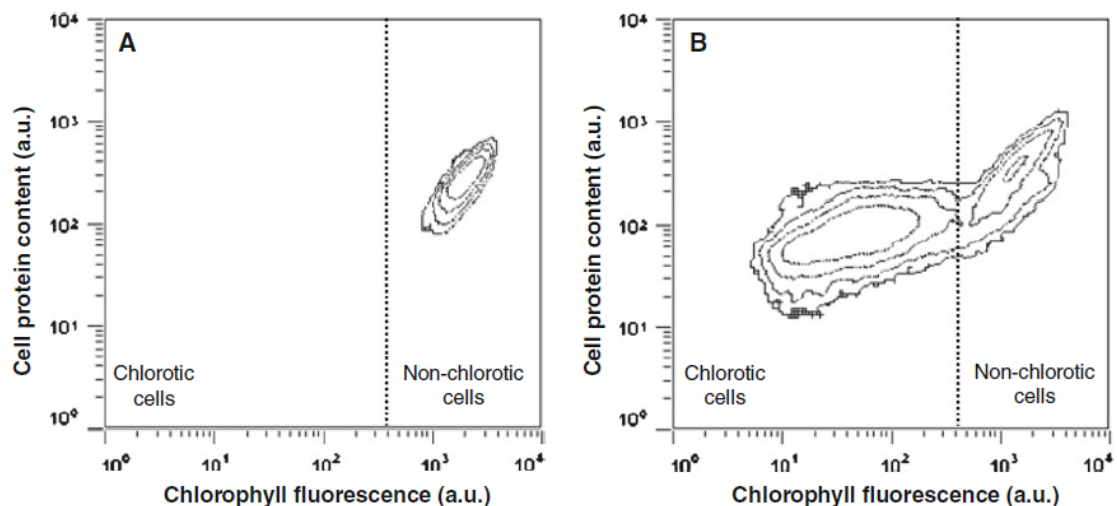 A
Cell protein content (a.u.)
10⁴
10³
10²
10¹
10⁰
Chlorotic
cells
Non-chlorotic
cells
10⁰ 10¹ 10² 10³ 10⁴
Chlorophyll fluorescence (a.u.)
B
Cell protein content (a.u.)
10⁴
10³
10²
10¹
10⁰
Chlorotic
cells
Non-chlorotic
cells
10⁰ 10¹ 10² 10³ 10⁴
Chlorophyll fluorescence (a.u.)